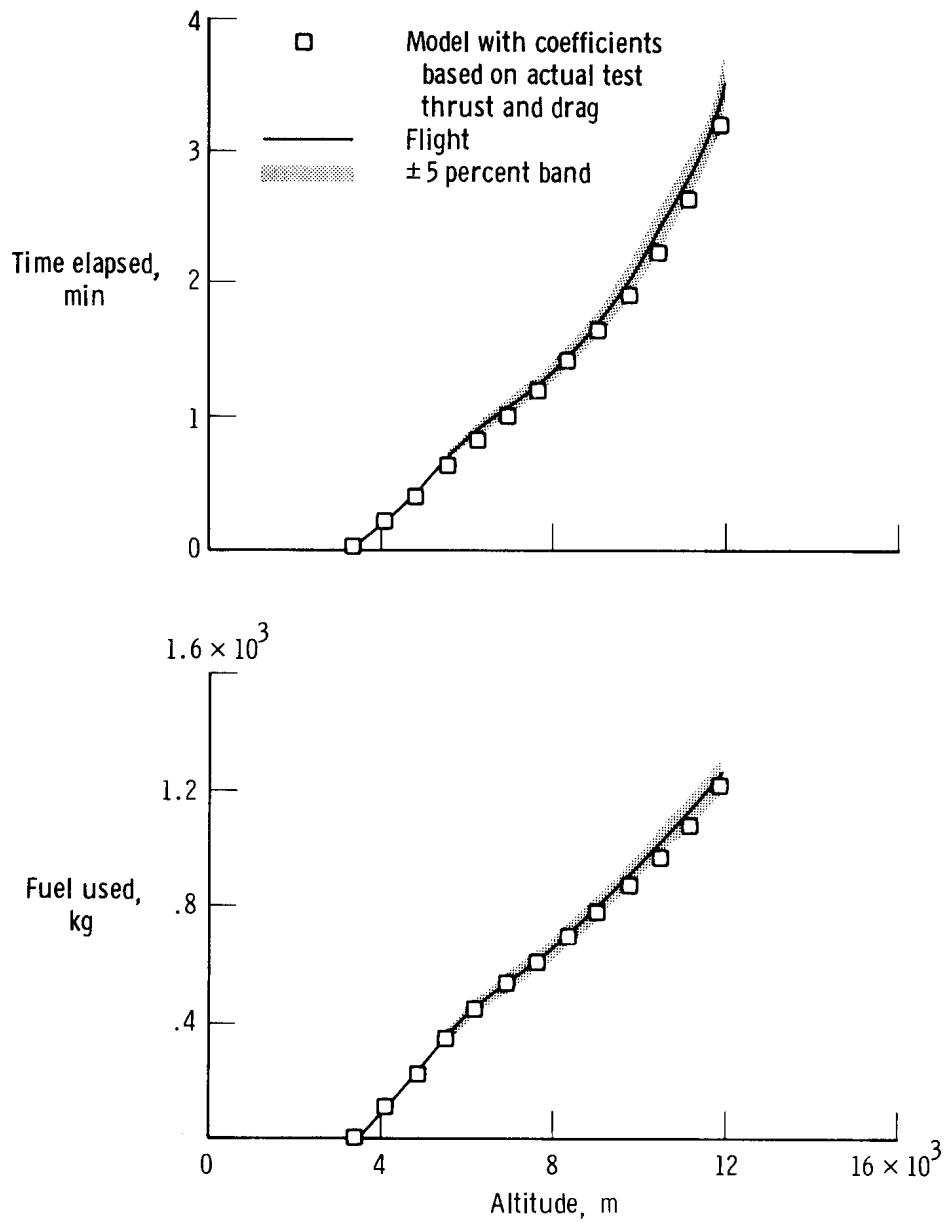 4
Model with coefficients
based on actual test
thrust and drag
Flight
± 5 percent band
3
Time elapsed,
min
2
1
0
1.6 × 10³
1.2
Fuel used,
kg
.8
.4
0 4 8 12 16 × 10³
Altitude, m